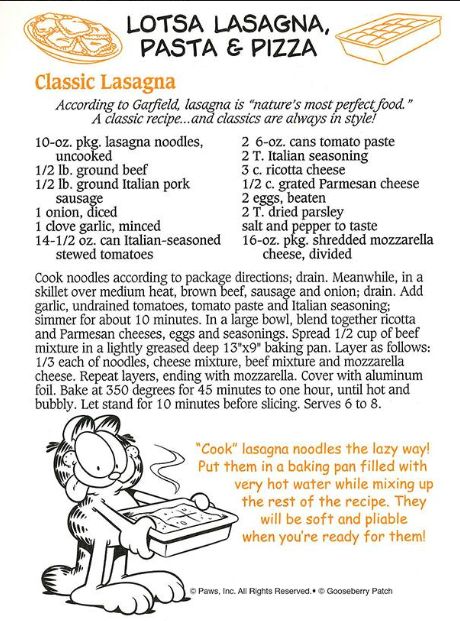 LOTSA LASAGNA,
PASTA & PIZZA
Classic Lasagna
According to Garfield, lasagna is "nature's most perfect food."
A classic recipe...and classics are always in style!
10-oz. pkg. lasagna noodles,
uncooked
1/2 lb. ground beef
1/2 lb. ground Italian pork
sausage
1 onion, diced
1 clove garlic, minced
14-1/2 oz. can Italian-seasoned
stewed tomatoes
2 6-oz. cans tomato paste
2 T. Italian seasoning
3 c. ricotta cheese
1/2 c. grated Parmesan cheese
2 eggs, beaten
2 T. dried parsley
salt and pepper to taste
16-oz. pkg. shredded mozzarella
cheese, divided
Cook noodles according to package directions; drain. Meanwhile, in a
skillet over medium heat, brown beef, sausage and onion; drain. Add
garlic, undrained tomatoes, tomato paste and Italian seasoning;
simmer for about 10 minutes. In a large bowl, blend together ricotta
and Parmesan cheeses, eggs and seasonings. Spread 1/2 cup of beef
mixture in a lightly greased deep 13"x9" baking pan. Layer as follows:
1/3 each of noodles, cheese mixture, beef mixture and mozzarella
cheese. Repeat layers, ending with mozzarella. Cover with aluminum
foil. Bake at 350 degrees for 45 minutes to one hour, until hot and
bubbly. Let stand for 10 minutes before slicing. Serves 6 to 8.
"Cook" lasagna noodles the lazy way!
Put them in a baking pan filled with
very hot water while mixing up
the rest of the recipe. They
will be soft and pliable
when you're ready for them!
© Paws, Inc. All Rights Reserved. • © Gooseberry Patch